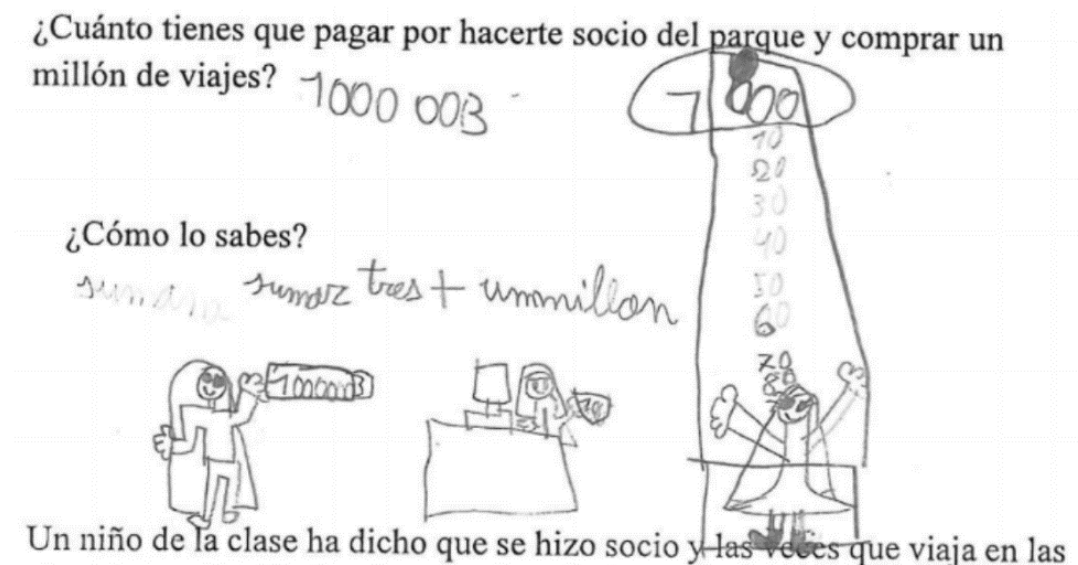 ¿Cuánto tienes que pagar por hacerte socio del parque y comprar un
millón de viajes? 1000 003
7 000
10
20
30
40
50
60
70
80
¿Cómo lo sabes?
sumar tres + ummillon
1000003
Un niño de la clase ha dicho que se hizo socio y las veces que viaja en las